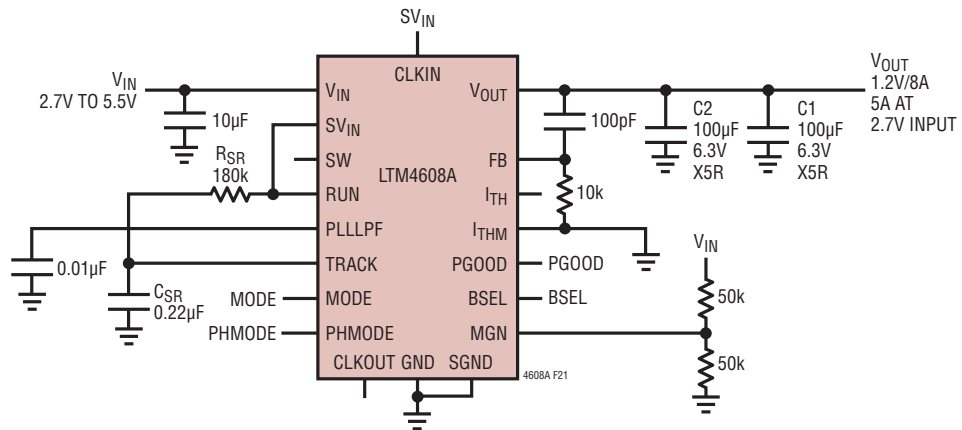 SVIN
CLKIN
VIN
2.7V TO 5.5V
10µF
RSR
180k
0.01µF
CSR
0.22µF
MODE
PHMODE
VIN
SVIN
SW
RUN
PLLLPF
TRACK
MODE
PHMODE
CLKOUT GND SGND
LTM4608A
VOUT
FB
ITH
ITHM
PGOOD
BSEL
MGN
4608A F21
100pF
10k
PGOOD
BSEL
C2
100µF
6.3V
X5R
C1
100µF
6.3V
X5R
VOUT
1.2V/8A
5A AT
2.7V INPUT
VIN
50k
50k